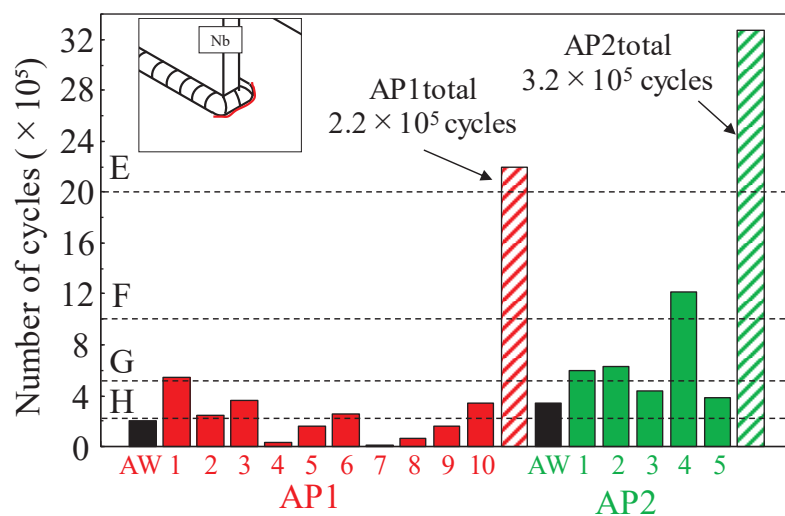 Number of cycles (×10⁵)
32
28
24
20
16
12
8
4
0
Nb
E
F
G
H
AP1total
2.2×10⁵ cycles
AP2total
3.2×10⁵ cycles
AW 1 2 3 4 5 6 7 8 9 10 AW 1 2 3 4 5
AP1 AP2